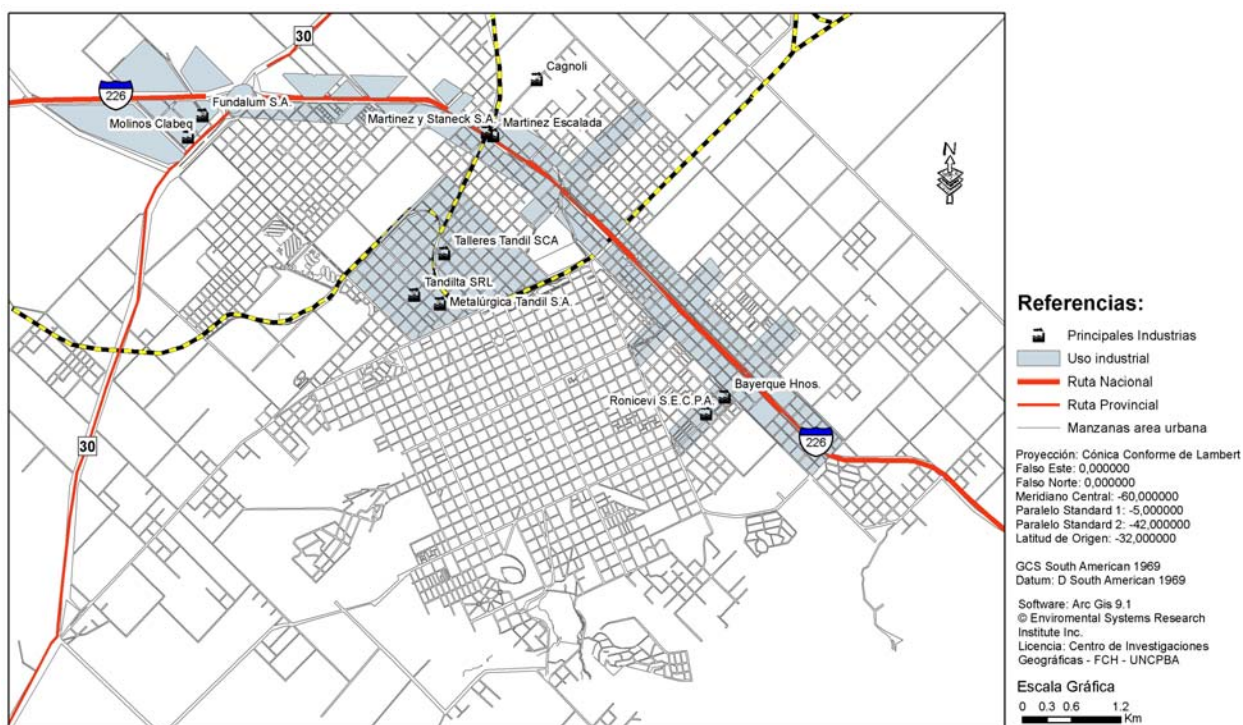 30
Cagnoli
226
Fundalum S.A.
Molinos Clabeq
Martinez y Staneck S.A.
Martinez Escalada
N
Talleres Tandil SCA
Tandilta SRL
Metalúrgica Tandil S.A.
Bayerque Hnos.
Ronicevi S.E.C.P.A.
226
30
Referencias:
Principales Industrias
Uso industrial
Ruta Nacional
Ruta Provincial
Manzanas area urbana
Proyección: Cónica Conforme de Lambert
Falso Este: 0,000000
Falso Norte: 0,000000
Meridiano Central: -60,000000
Paralelo Standard 1: -5,000000
Paralelo Standard 2: -42,000000
Latitud de Origen: -32,000000
GCS South American 1969
Datum: D South American 1969
Software: Arc Gis 9.1
© Enviromental Systems Research
Institute Inc.
Licencia: Centro de Investigaciones
Geográficas - FCH - UNCPBA
Escala Gráfica
0 0.3 0.6 1.2
Km